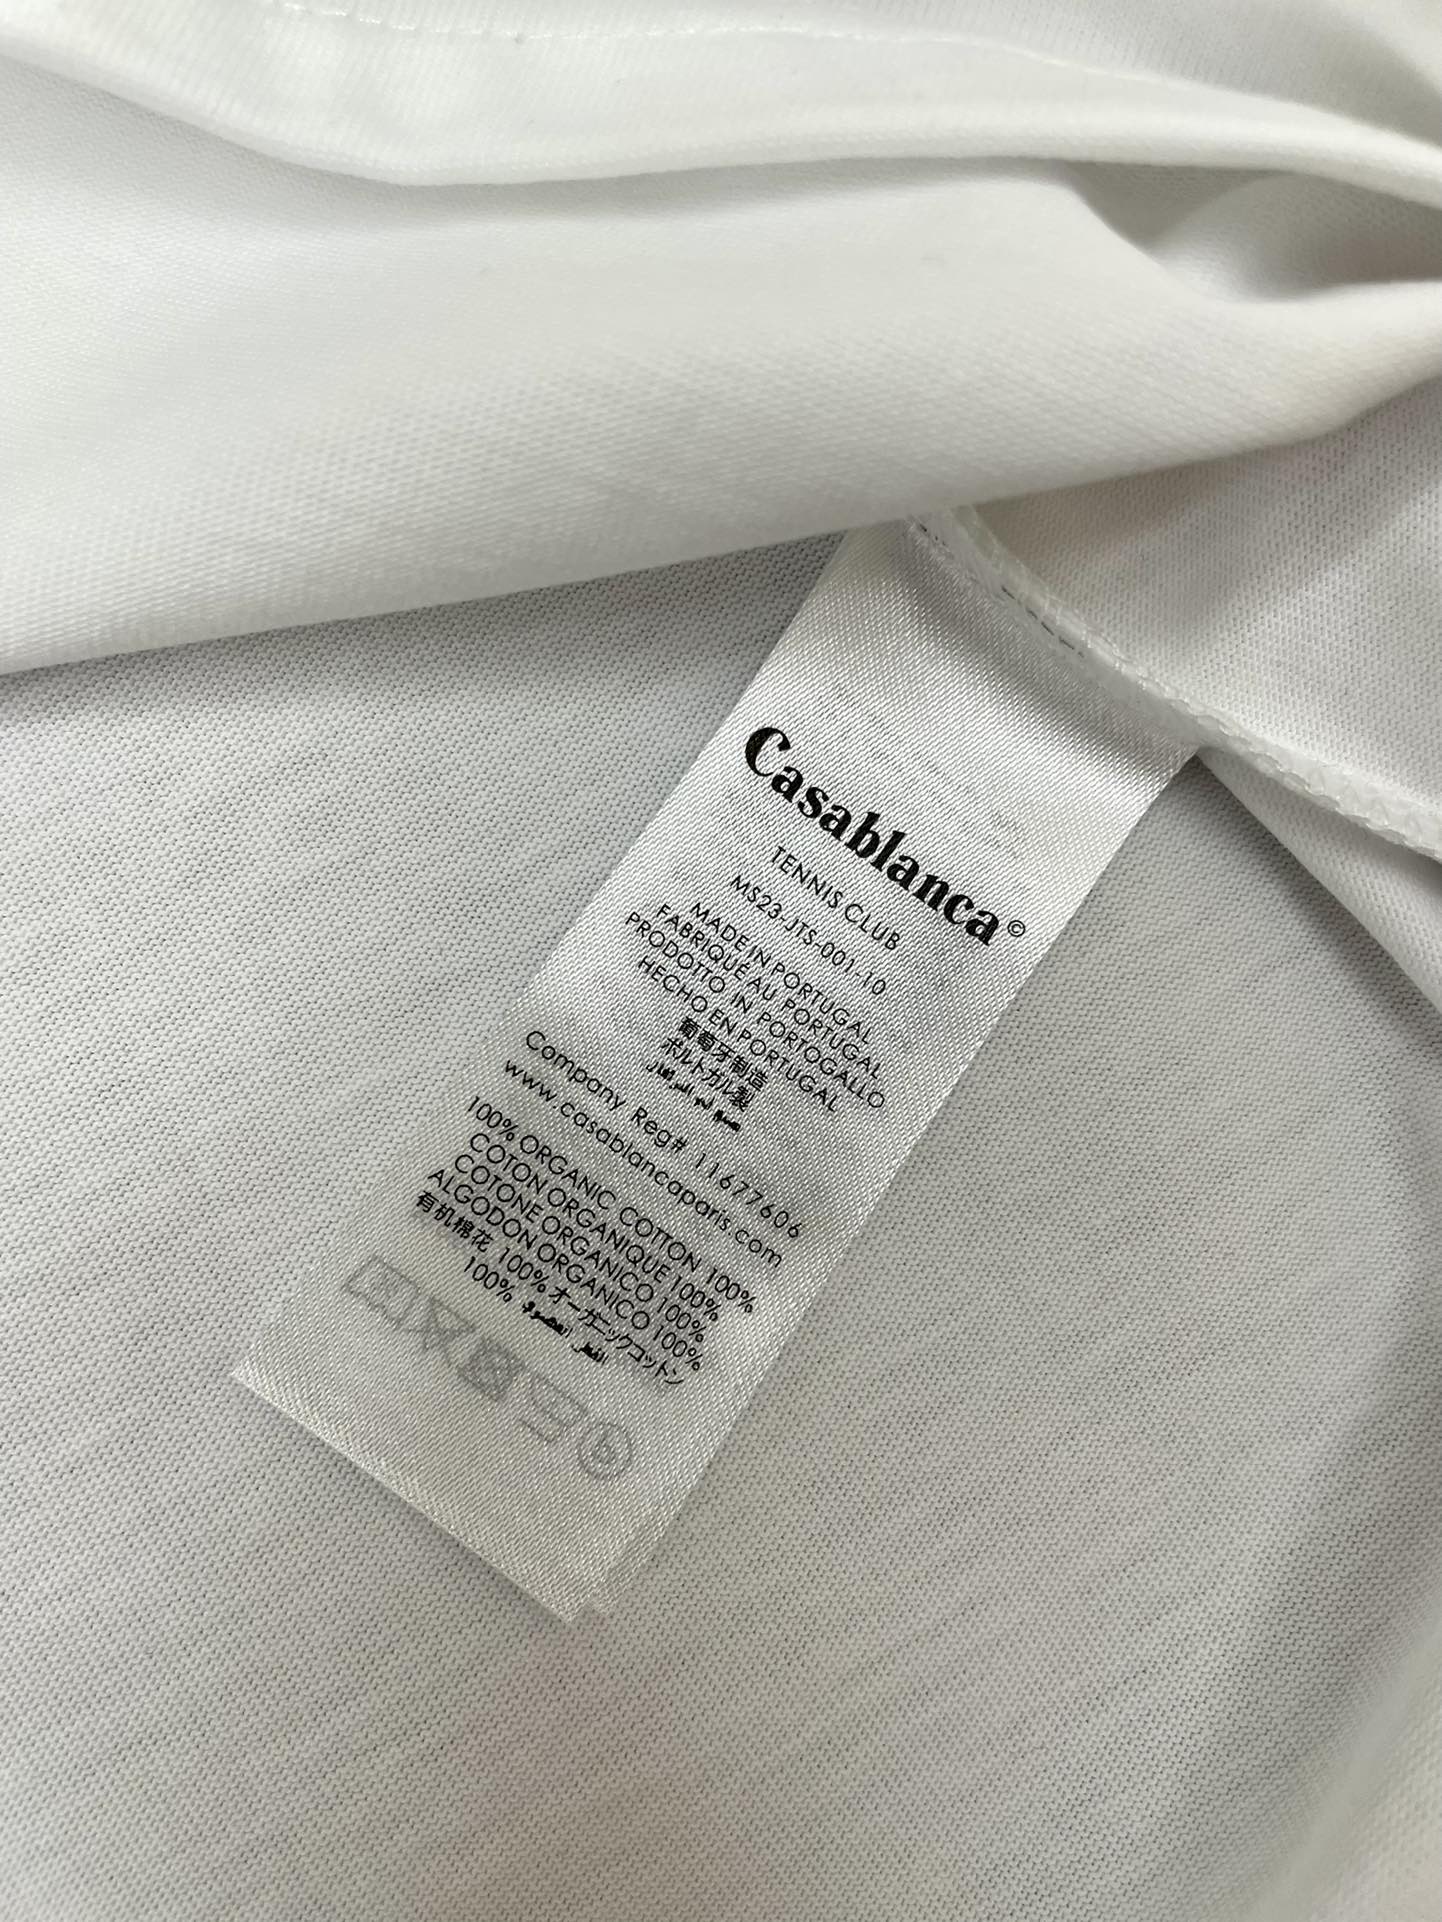 Casablanca©
TENNIS CLUB
MS23-JTS-001-10
MADE IN PORTUGAL
FABRIQUE AU PORTUGAL
PRODOTTO IN PORTOGALLO
HECHO EN PORTUGAL
葡萄牙制造
ポルトガル製
Company Reg# 11677606
www.casablancaparis.com
100% ORGANIC COTTON 100%
COTON ORGANIQUE 100%
COTONE ORGANICO 100%
ALGODON ORGANICO 100%
有机棉花 100% オーガニックコットン
100% القطن العضوي